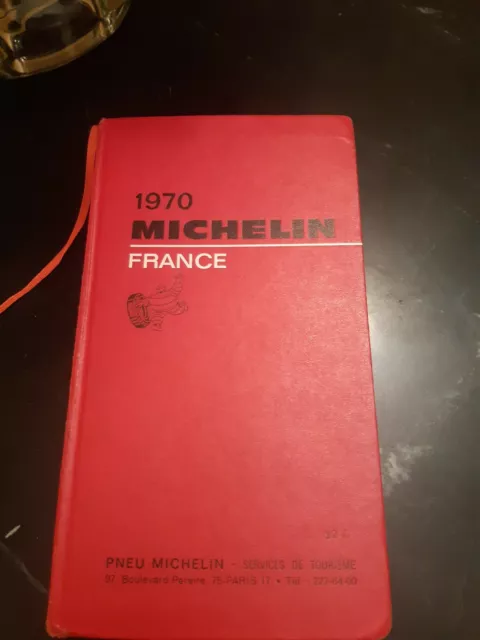 1970
MICHELIN
FRANCE
PNEU MICHELIN - SERVICES DE TOURISME
97 Boulevard Pereire 75-PARIS 17 •